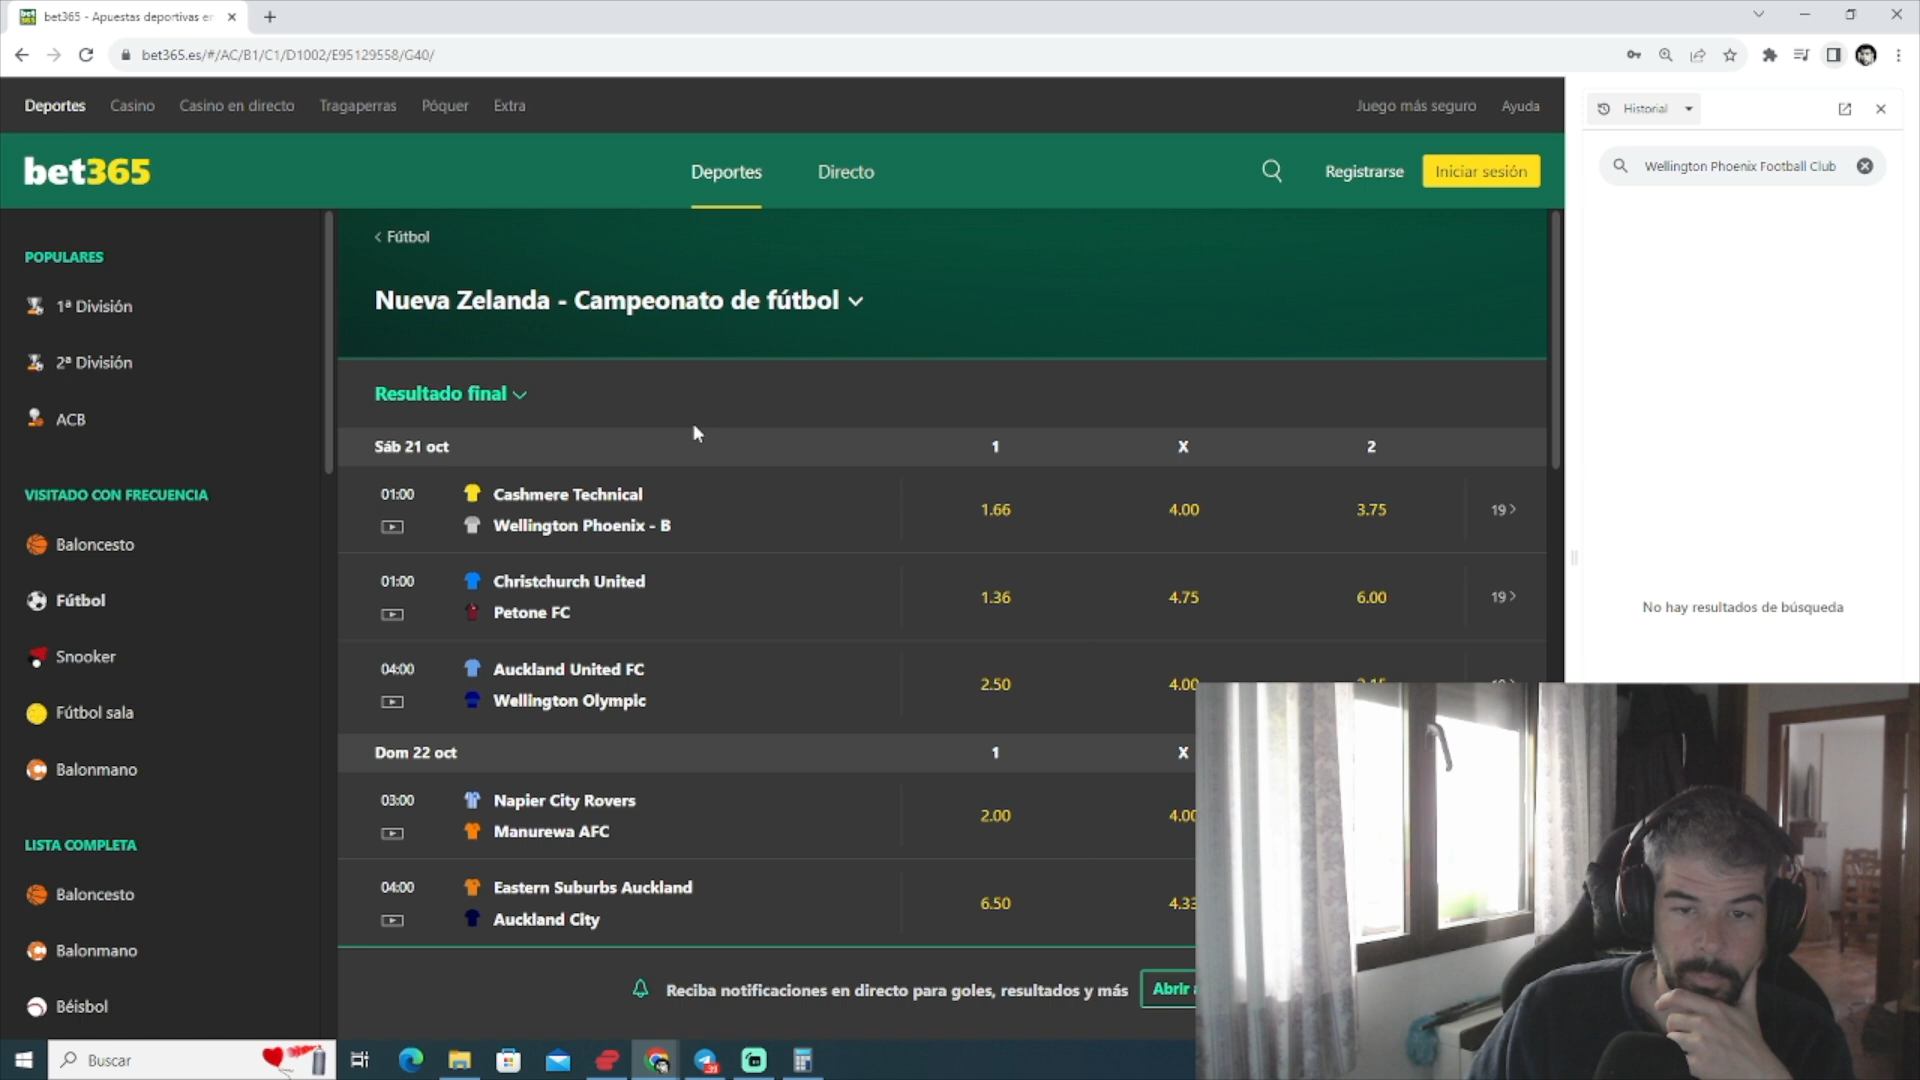 bet365 - Apuestas deportivas en
bet365.es/#/AC/B1/C1/D1002/E95129558/G40/
Deportes
Casino
Casino en directo
Tragaperras
Póquer
Extra
Juego más seguro
Ayuda
bet365
Deportes
Directo
Registrarse
Iniciar sesión
Historial
Wellington Phoenix Football Club
No hay resultados de búsqueda
POPULARES
1ª División
2ª División
ACB
VISITADO CON FRECUENCIA
Baloncesto
Fútbol
Snooker
Fútbol sala
Balonmano
LISTA COMPLETA
Baloncesto
Balonmano
Béisbol
< Fútbol
Nueva Zelanda - Campeonato de fútbol
Resultado final
Sáb 21 oct 1 X 2
01:00 Cashmere Technical
Wellington Phoenix - B
1.66 4.00 3.75 19 >
01:00 Christchurch United
Petone FC
1.36 4.75 6.00 19 >
04:00 Auckland United FC
Wellington Olympic
2.50 4.00
Dom 22 oct 1 X
03:00 Napier City Rovers
Manurewa AFC
2.00 4.00
04:00 Eastern Suburbs Auckland
Auckland City
6.50 4.33
Reciba notificaciones en directo para goles, resultados y más
Abrir
Buscar